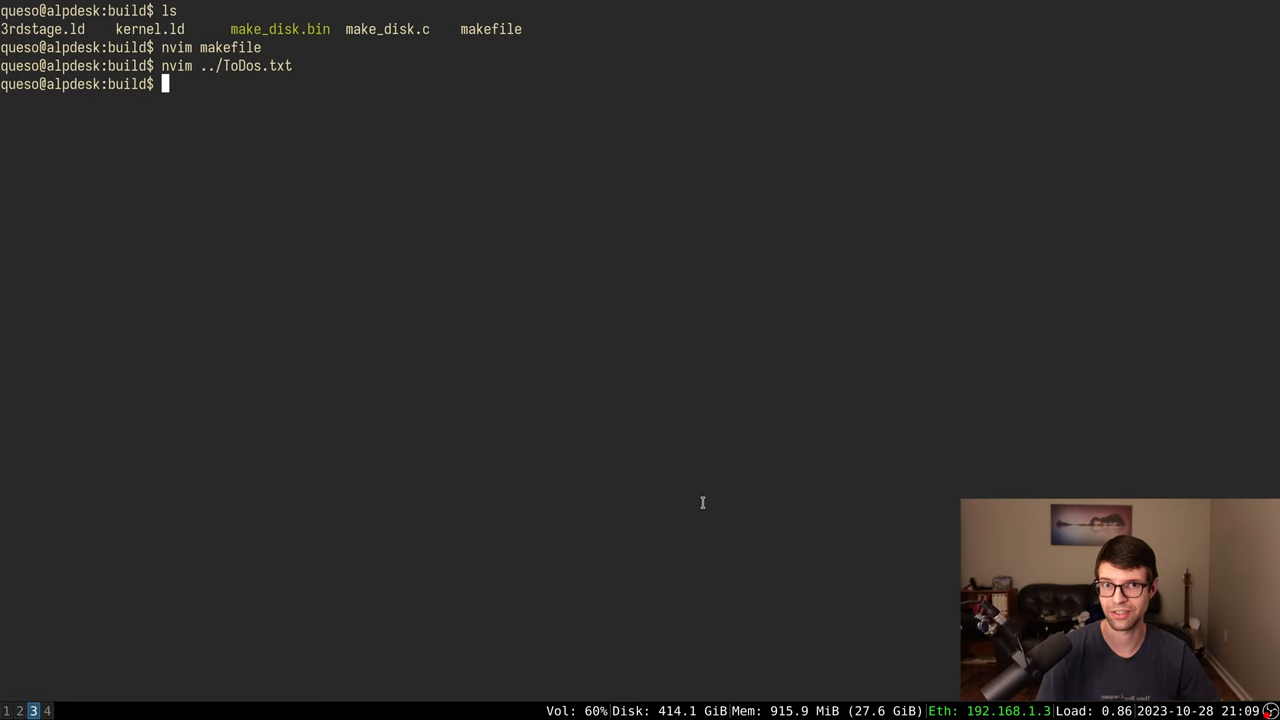 queso@alpdesk:build$ ls
3rdstage.ld    kernel.ld      make_disk.bin  make_disk.c    makefile
queso@alpdesk:build$ nvim makefile
queso@alpdesk:build$ nvim ../ToDos.txt
queso@alpdesk:build$
1 2 3 4 Vol: 60%|Disk: 414.1 GiB|Mem: 915.9 MiB (27.6 GiB)|Eth: 192.168.1.3|Load: 0.86|2023-10-28 21:09